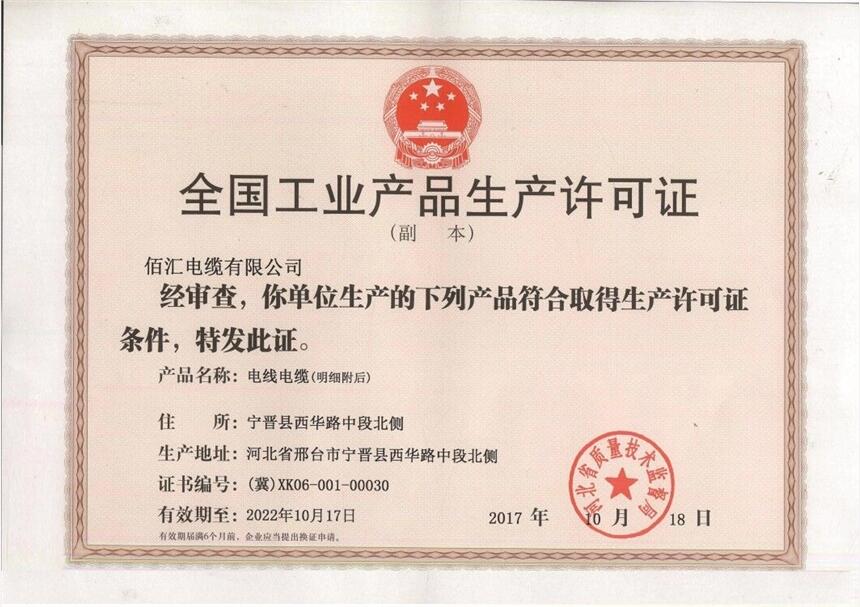 全国工业产品生产许可证
(副 本)
佰汇电缆有限公司
经审查，你单位生产的下列产品符合取得生产许可证
条件，特发此证。
产品名称：电线电缆(明细附后)
住 所：宁晋县西华路中段北侧
生产地址：河北省邢台市宁晋县西华路中段北侧
证书编号：(冀)XK06-001-00030
有效期至：2022年10月17日
2017 年 10 月 18 日
河北省质量技术监督局
有效期届满6个月前，企业应当提出换证申请。